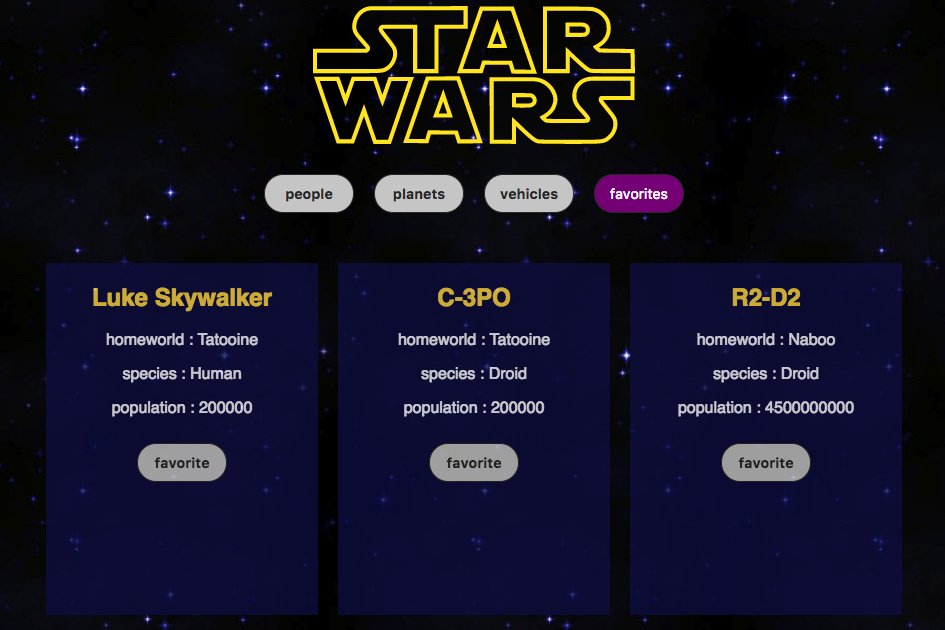 STAR
WARS
people planets vehicles favorites
Luke Skywalker
homeworld : Tatooine
species : Human
population : 200000
favorite
C-3PO
homeworld : Tatooine
species : Droid
population : 200000
favorite
R2-D2
homeworld : Naboo
species : Droid
population : 4500000000
favorite